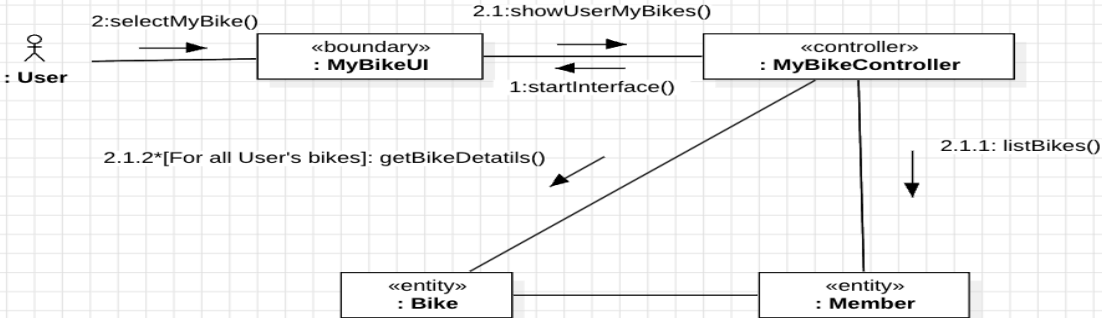 2:selectMyBike()
2.1:showUserMyBikes()
: User
«boundary»
: MyBikeUI
«controller»
: MyBikeController
1:startInterface()
2.1.2*[For all User's bikes]: getBikeDetatils()
2.1.1: listBikes()
«entity»
: Bike
«entity»
: Member